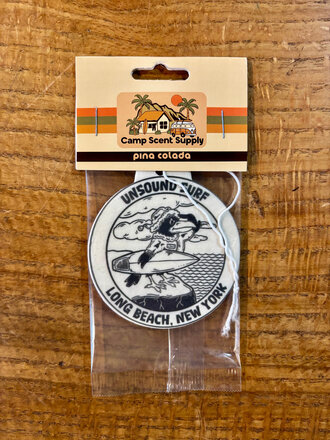 Camp Scent Supply
pina colada
UNSOUND SURF
LONG BEACH, NEW YORK